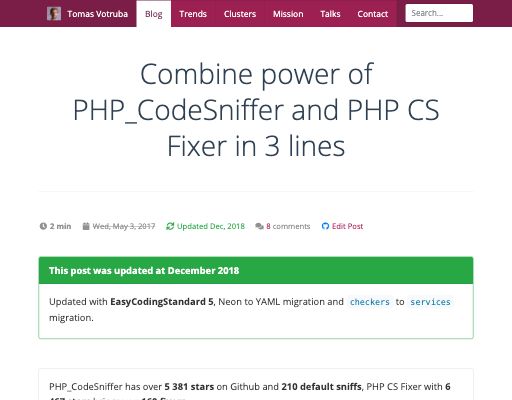 Tomas Votruba Blog Trends Clusters Mission Talks Contact Search...
Combine power of
PHP_CodeSniffer and PHP CS
Fixer in 3 lines
2 min Wed, May 3, 2017 Updated Dec, 2018 8 comments Edit Post
This post was updated at December 2018
Updated with EasyCodingStandard 5, Neon to YAML migration and checkers to services
migration.
PHP_CodeSniffer has over 5 381 stars on Github and 210 default sniffs, PHP CS Fixer with 6